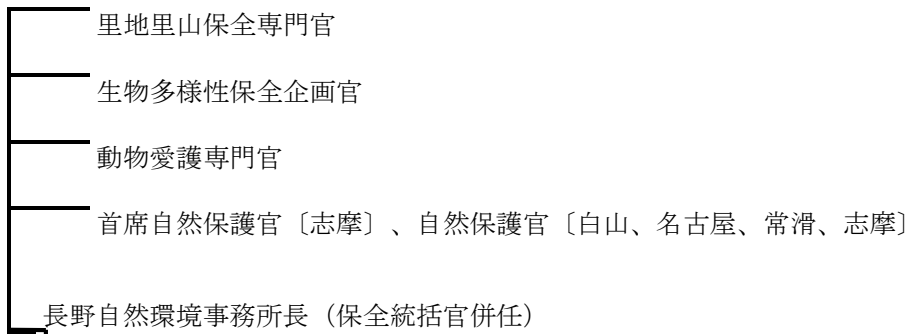 里地里山保全専門官
生物多様性保全企画官
動物愛護専門官
首席自然保護官〔志摩〕、自然保護官〔白山、名古屋、常滑、志摩〕
長野自然環境事務所長（保全統括官併任）